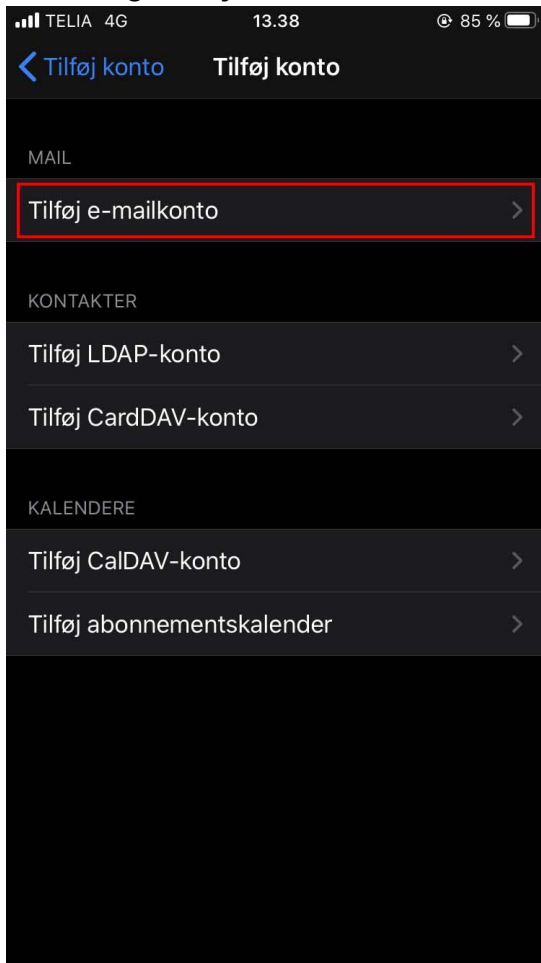 TELIA 4G 13.38 85 %
Tilføj konto Tilføj konto
MAIL
Tilføj e-mailkonto
KONTAKTER
Tilføj LDAP-konto
Tilføj CardDAV-konto
KALENDERE
Tilføj CalDAV-konto
Tilføj abonnementskalender